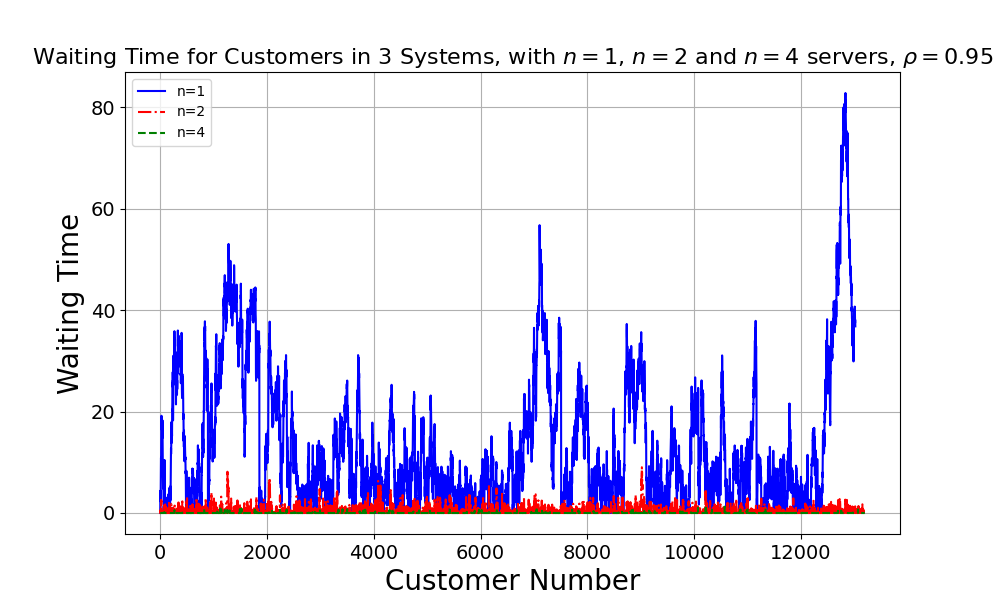 Waiting Time for Customers in 3 Systems, with n = 1, n = 2 and n = 4 servers, ρ = 0.95
n=1
n=2
n=4
80
60
40
20
0
Waiting Time
0 2000 4000 6000 8000 10000 12000
Customer Number